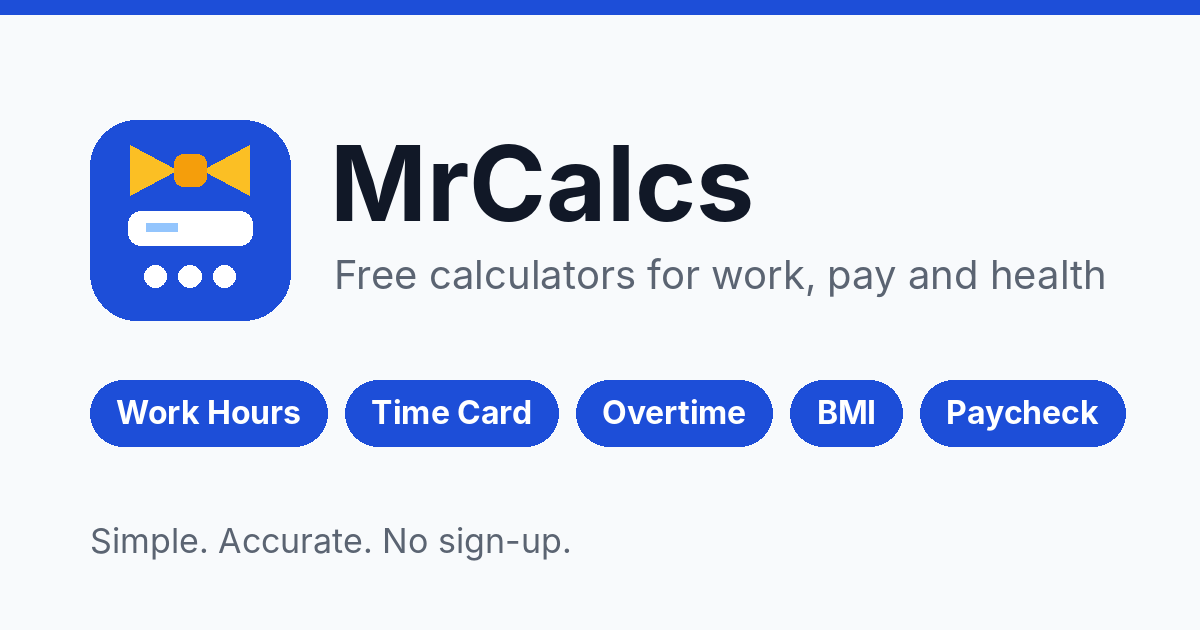 MrCalcs
Free calculators for work, pay and health
Work Hours
Time Card
Overtime
BMI
Paycheck
Simple. Accurate. No sign-up.